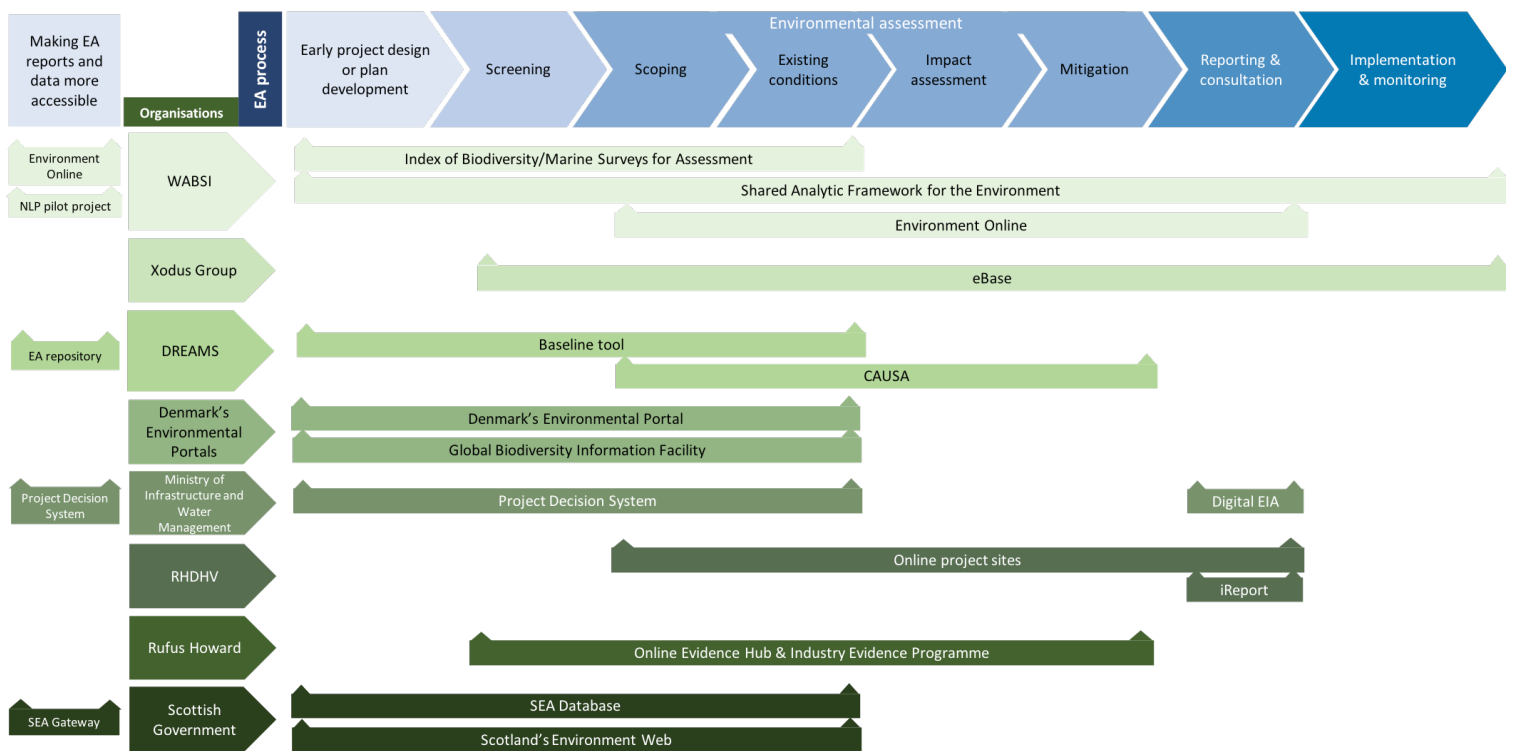 Making EA
reports and
data more
accessible
Organisations
EA process
Environmental assessment
Early project design
or plan
development
Screening
Scoping
Existing
conditions
Impact
assessment
Mitigation
Reporting &
consultation
Implementation
& monitoring
Environment
Online
NLP pilot project
WABSI
Index of Biodiversity/Marine Surveys for Assessment
Shared Analytic Framework for the Environment
Environment Online
Xodus Group
eBase
EA repository
DREAMS
Baseline tool
CAUSA
Denmark's
Environmental
Portals
Denmark's Environmental Portal
Global Biodiversity Information Facility
Project Decision
System
Ministry of
Infrastructure and
Water
Management
Project Decision System
Digital EIA
RHDHV
Online project sites
iReport
Rufus Howard
Online Evidence Hub & Industry Evidence Programme
SEA Gateway
Scottish
Government
SEA Database
Scotland's Environment Web